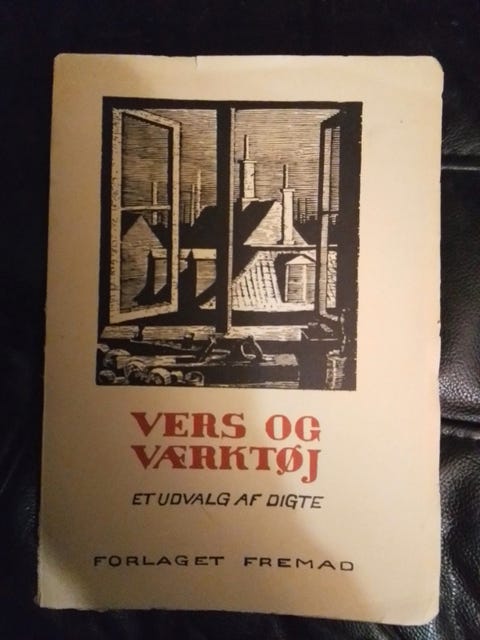 VERS OG
VÆRKTØJ
ET UDVALG AF DIGTE
FORLAGET FREMAD